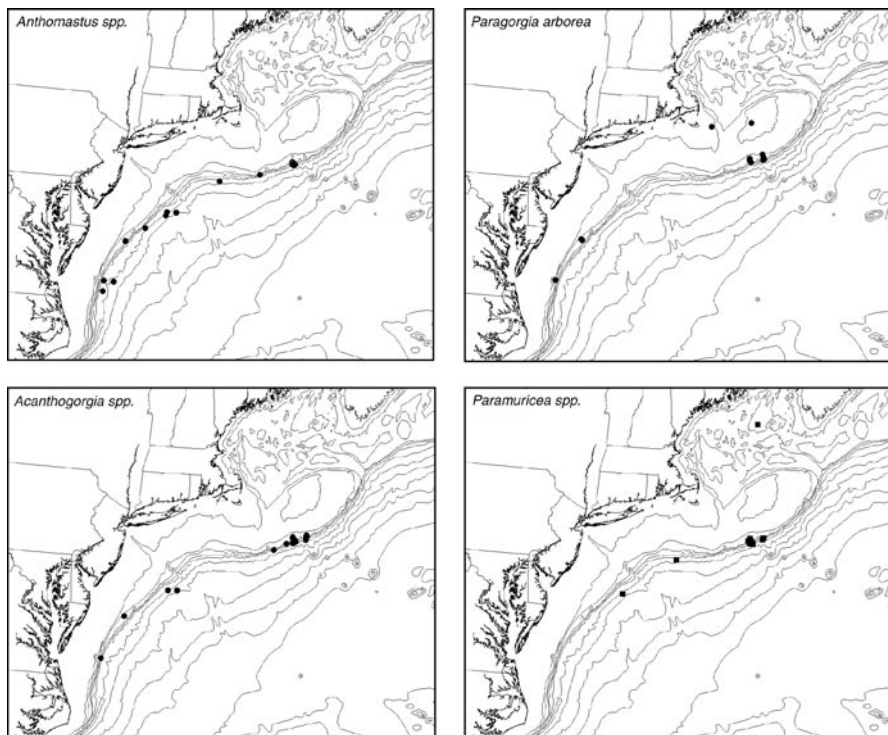 Anthomastus spp.
Paragorgia arborea
Acanthogorgia spp.
Paramuricea spp.